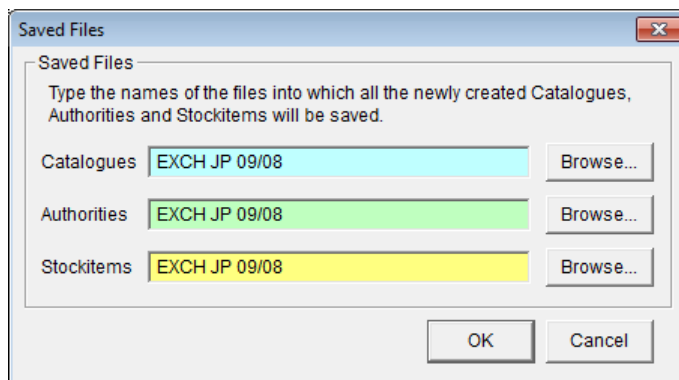 Saved Files
Saved Files
Type the names of the files into which all the newly created Catalogues,
Authorities and Stockitems will be saved.
Catalogues EXCH JP 09/08 Browse...
Authorities EXCH JP 09/08 Browse...
Stockitems EXCH JP 09/08 Browse...
OK Cancel